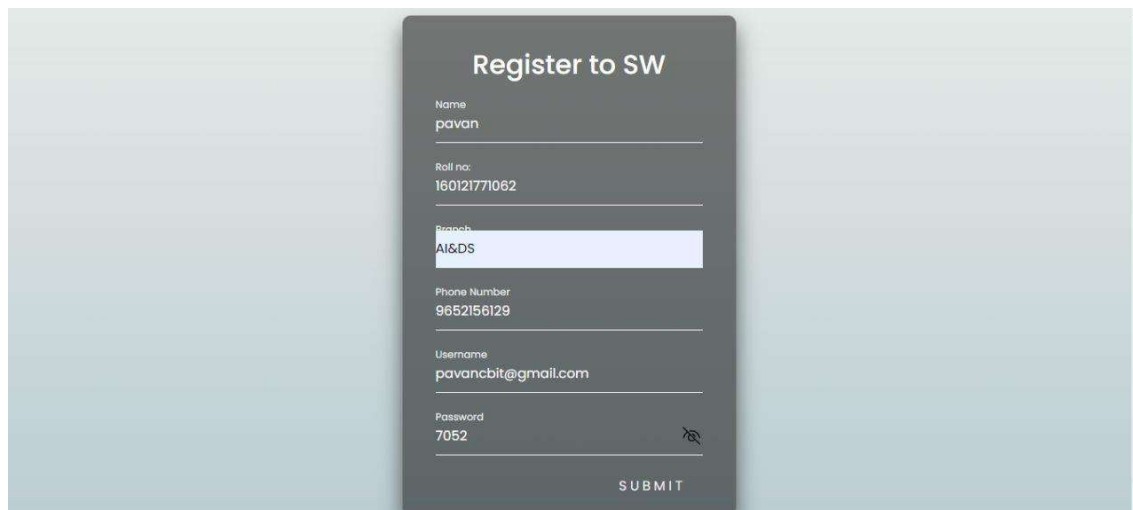 Register to SW
Name
pavan
Roll no:
160121771062
Branch
AI&DS
Phone Number
9652156129
Username
pavancbit@gmail.com
Password
7052
SUBMIT